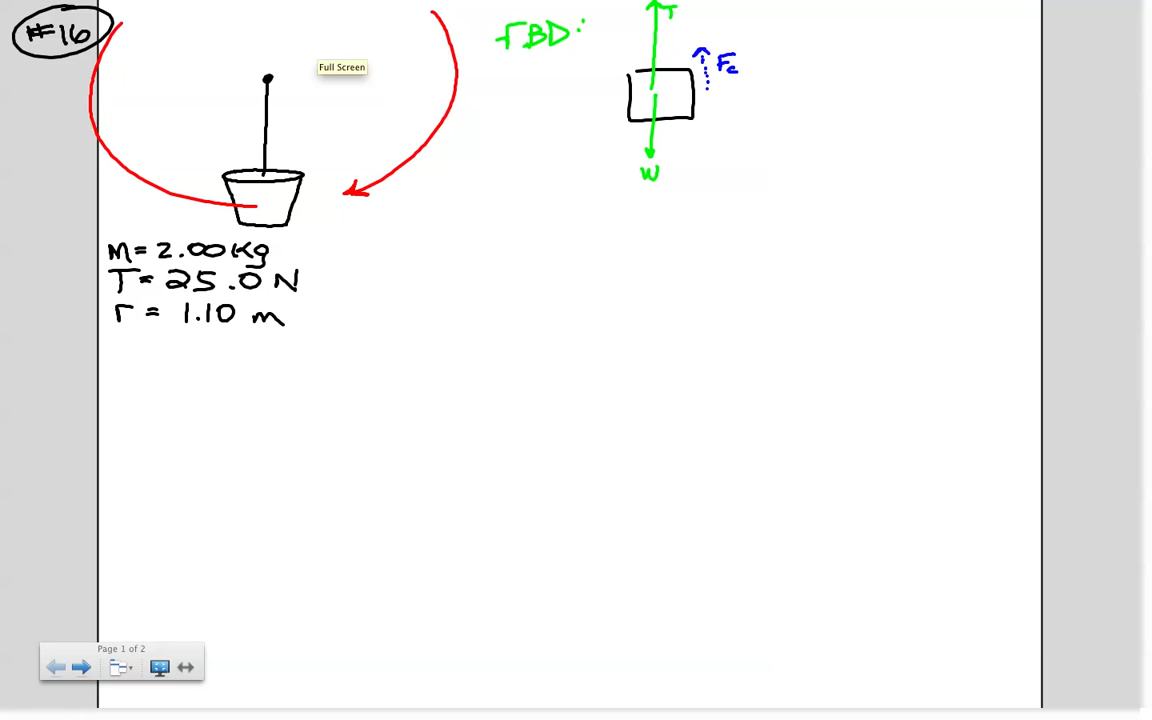 #16
FBD:
T
Full Screen
Fc
W
m = 2.00 Kg
T = 25.0 N
r = 1.10 m
Page 1 of 2